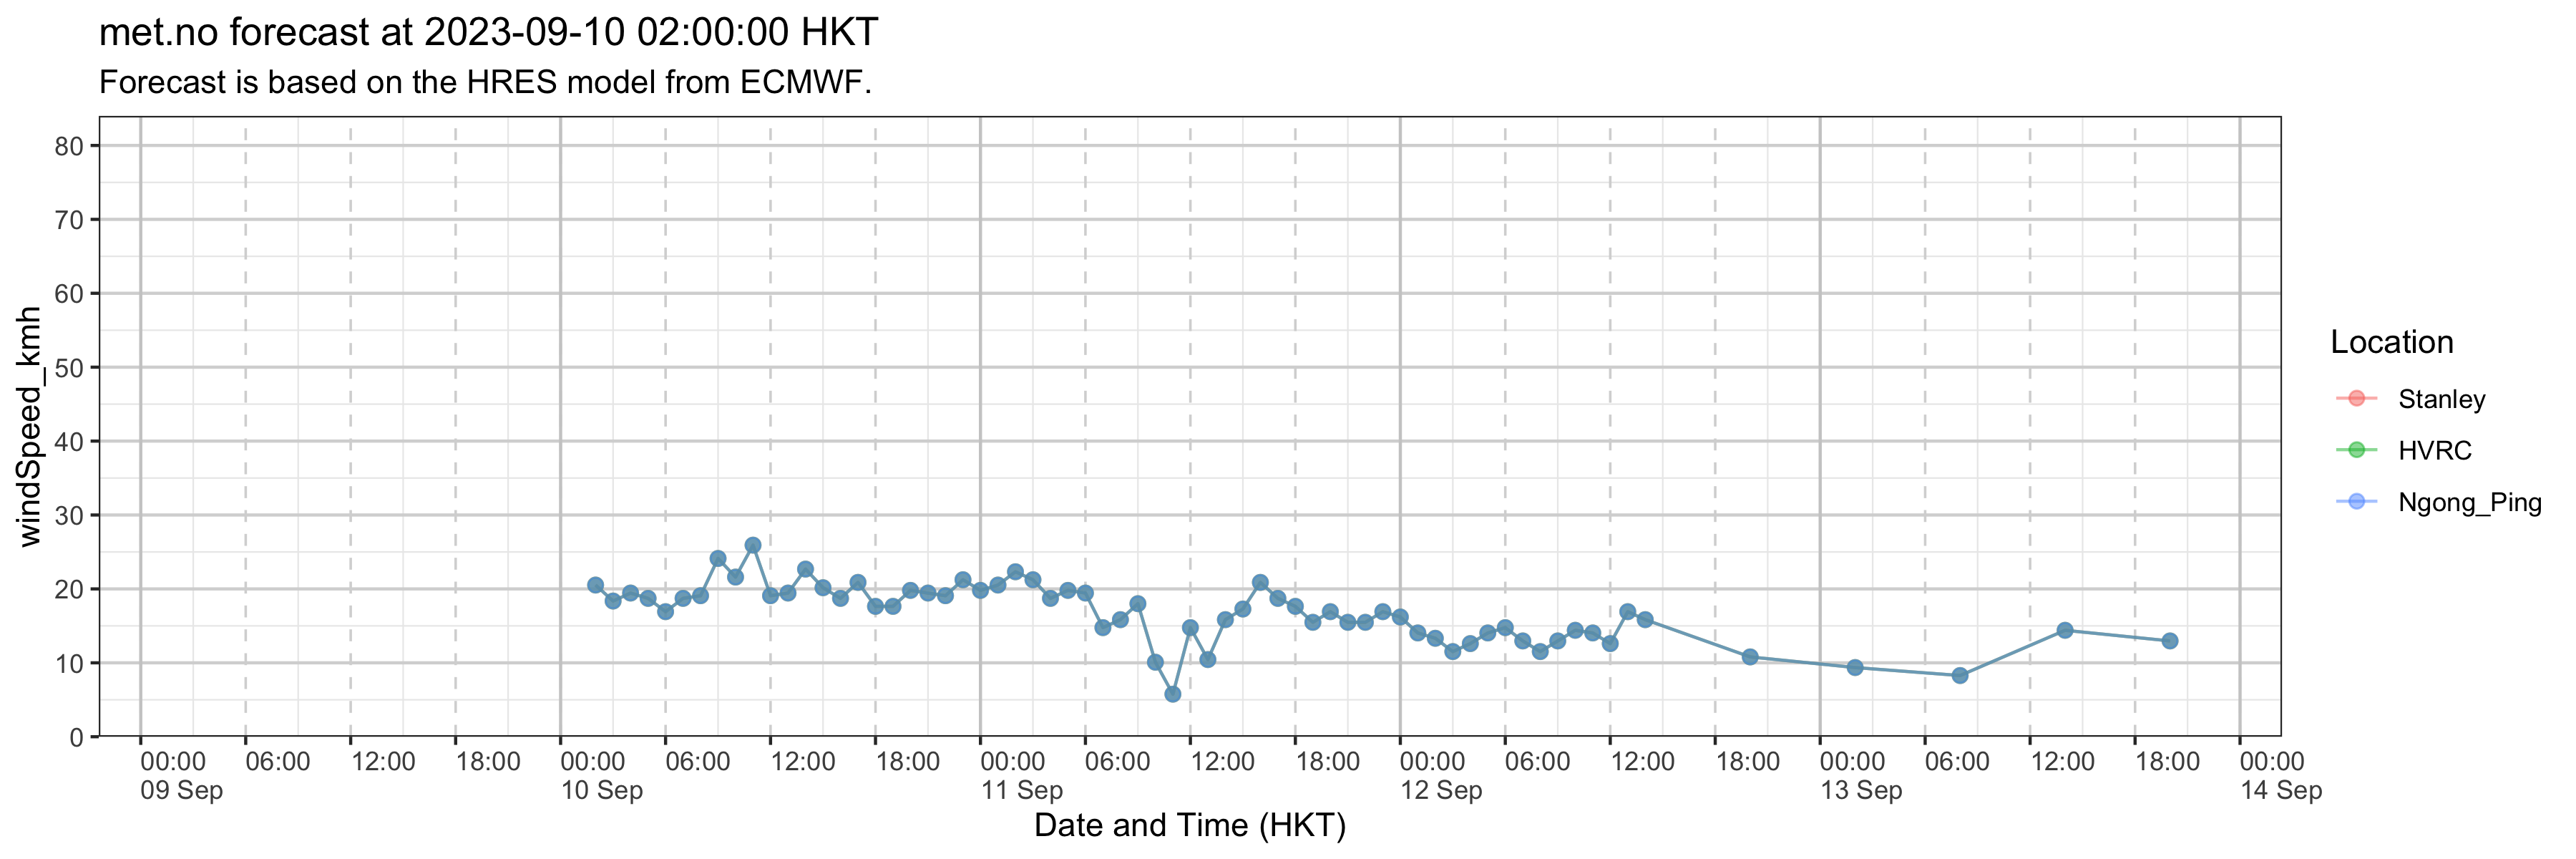 met.no forecast at 2023-09-10 02:00:00 HKT
Forecast is based on the HRES model from ECMWF.
windSpeed_kmh
80
70
60
50
40
30
20
10
0
00:00 06:00 12:00 18:00 00:00 06:00 12:00 18:00 00:00 06:00 12:00 18:00 00:00 06:00 12:00 18:00 00:00 06:00 12:00 18:00 00:00
09 Sep 10 Sep 11 Sep 12 Sep 13 Sep 14 Sep
Date and Time (HKT)
Location
Stanley
HVRC
Ngong_Ping